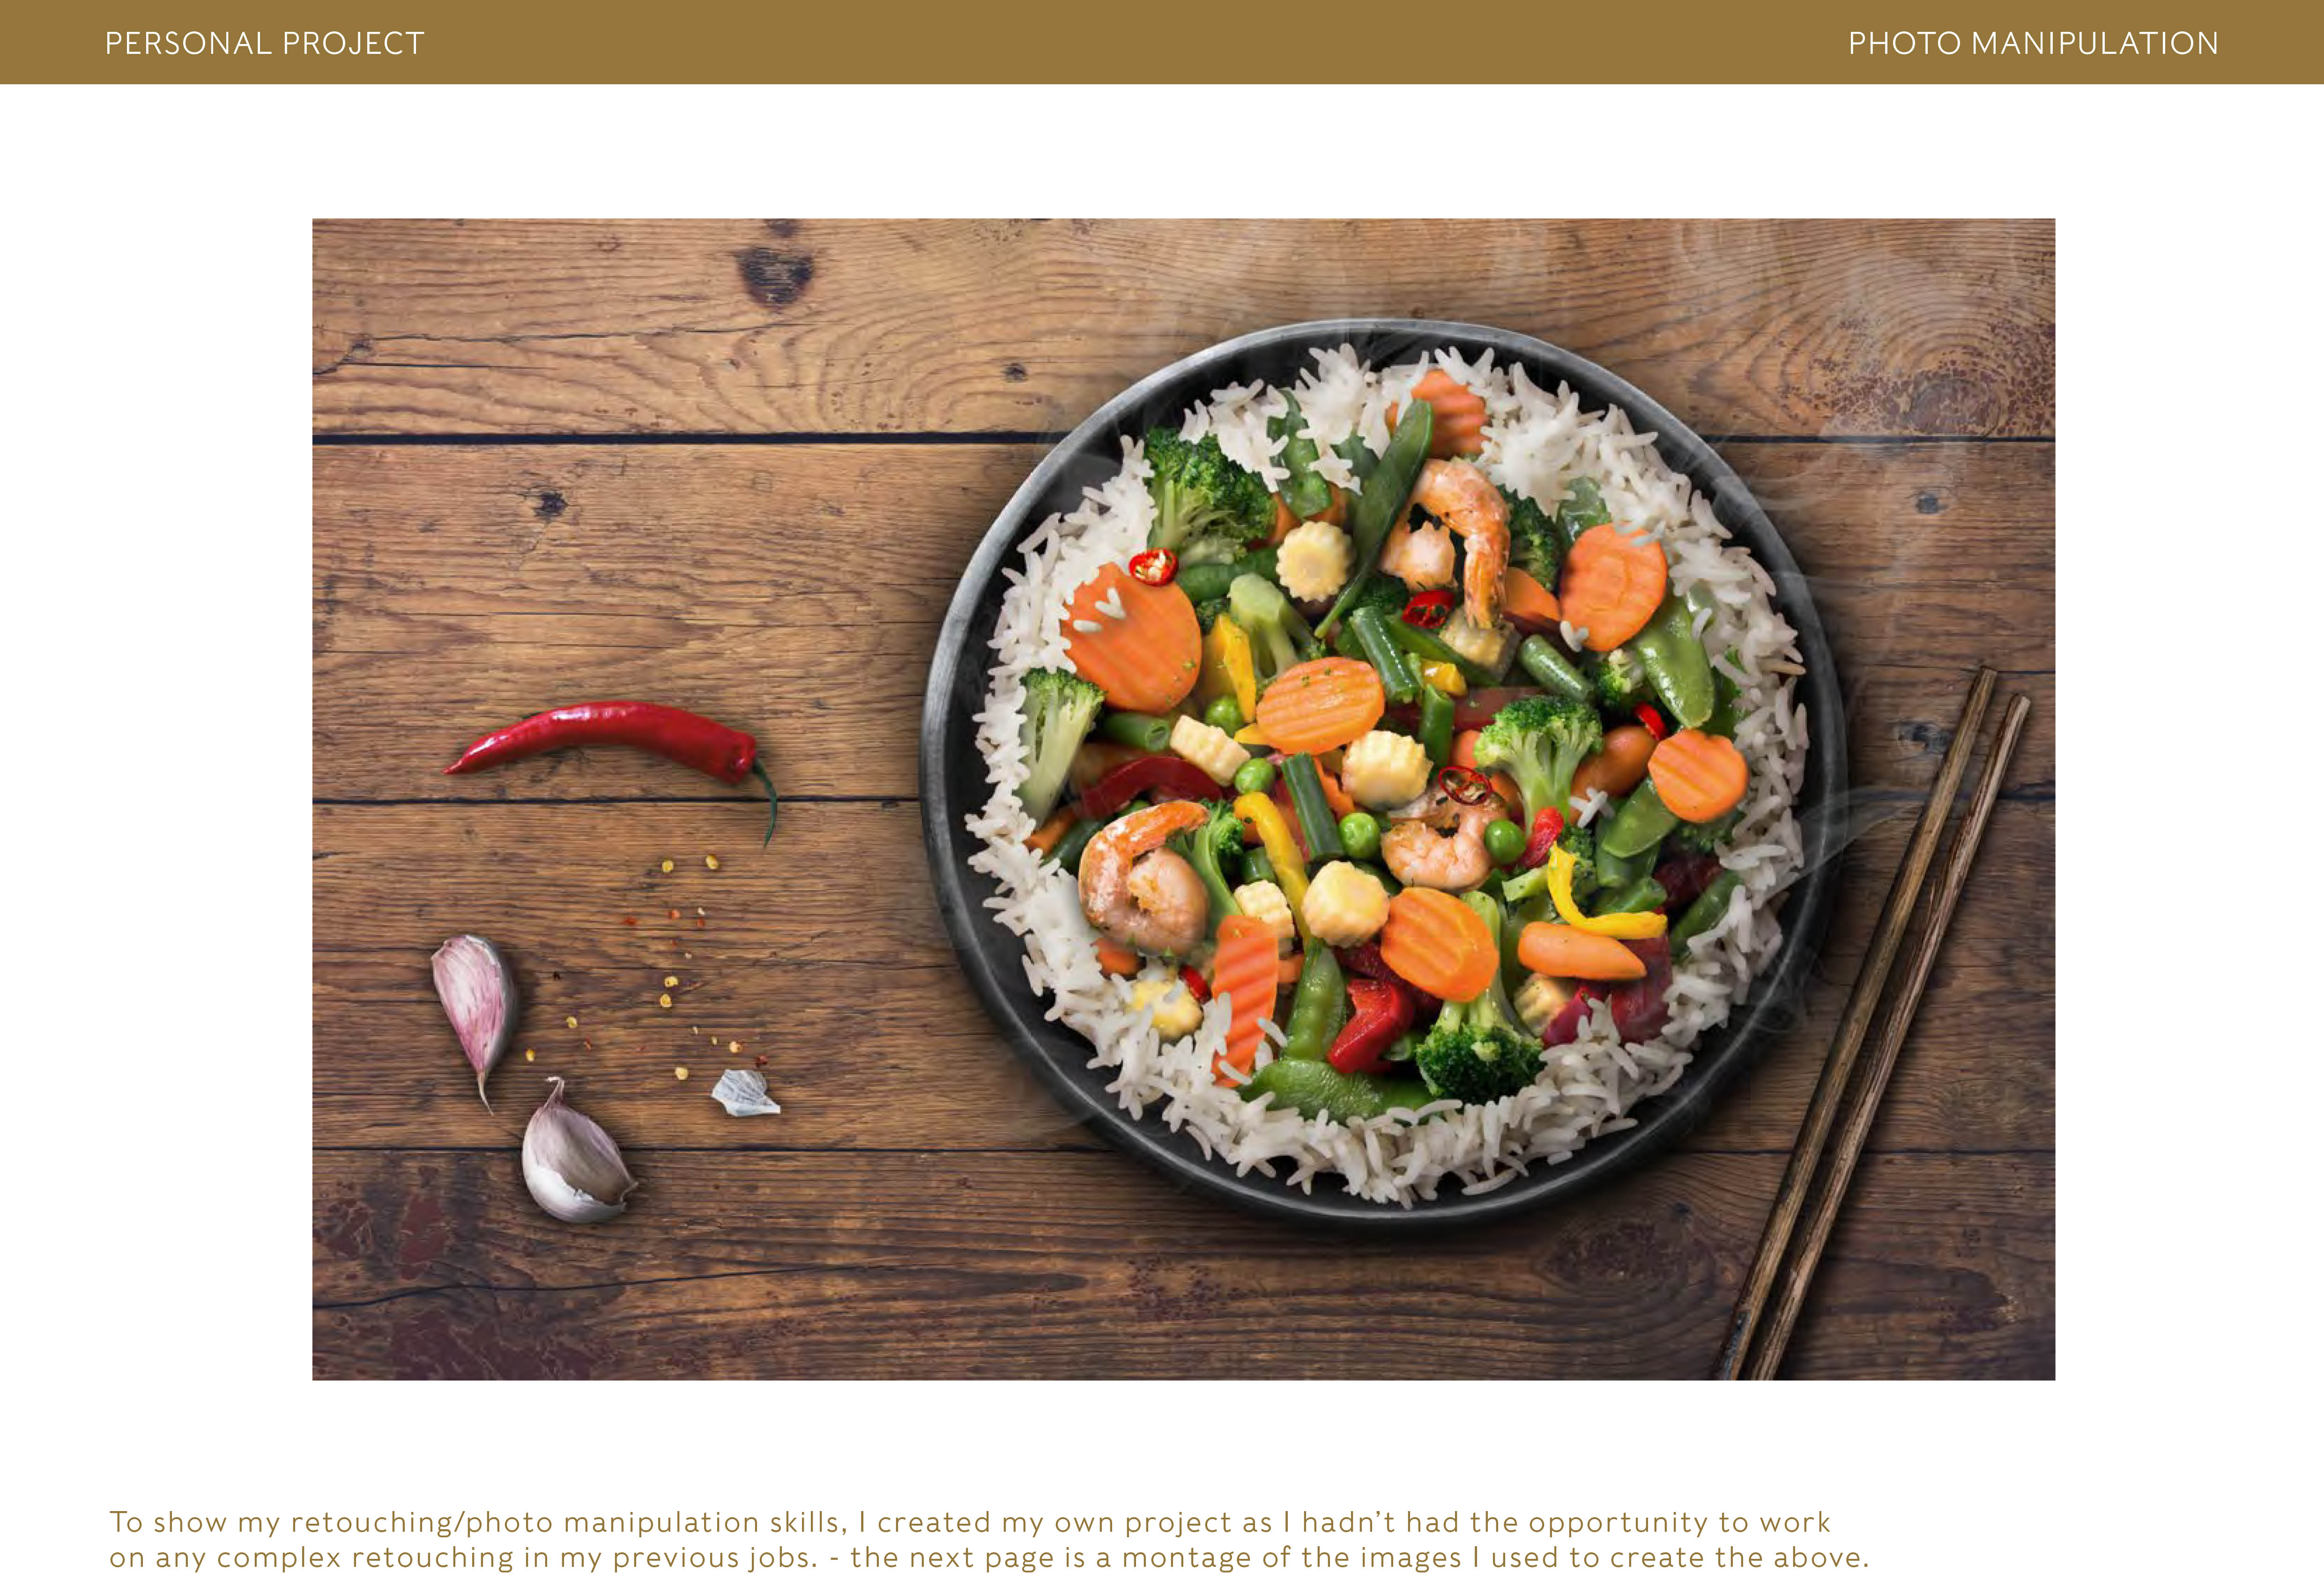 PERSONAL PROJECT
PHOTO MANIPULATION
To show my retouching/photo manipulation skills, I created my own project as I hadn’t had the opportunity to work
on any complex retouching in my previous jobs. - the next page is a montage of the images I used to create the above.